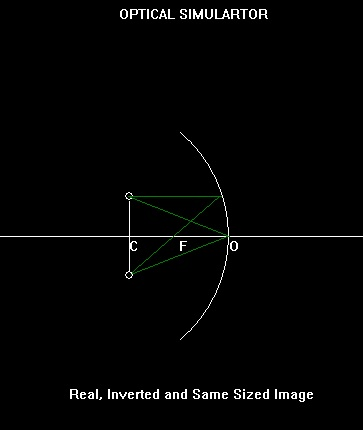 OPTICAL SIMULARTOR
C F O
Real, Inverted and Same Sized Image